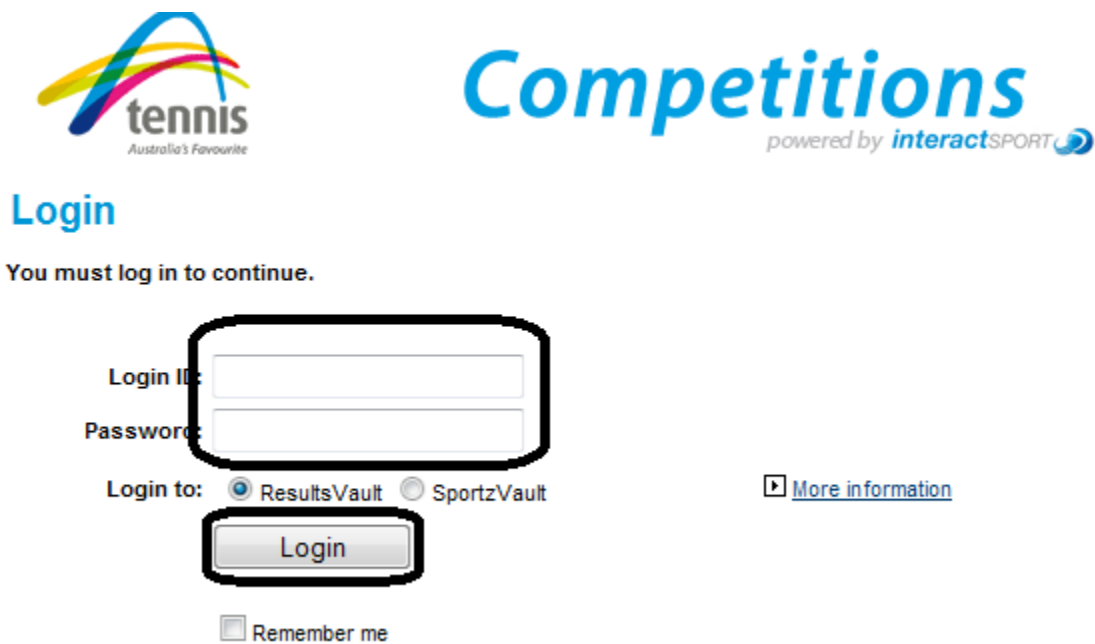 tennis
Australia's Favourite
Competitions
powered by interactSPORT
Login
You must log in to continue.
Login ID:
Password:
Login to: ResultsVault SportzVault More information
Login
Remember me